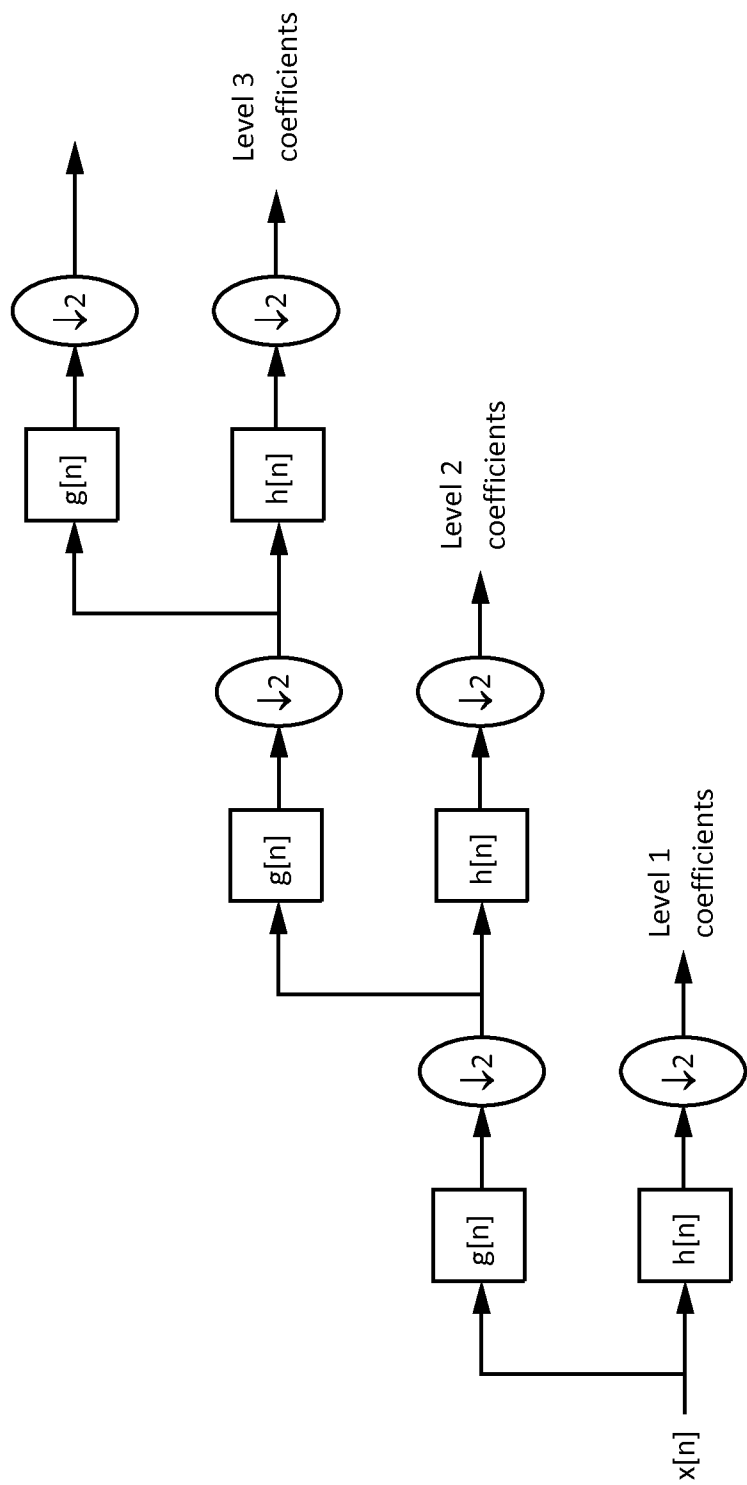 g[n]
↓2
h[n]
↓2
Level 3
coefficients
g[n]
↓2
h[n]
↓2
Level 2
coefficients
g[n]
↓2
x[n]
h[n]
↓2
Level 1
coefficients